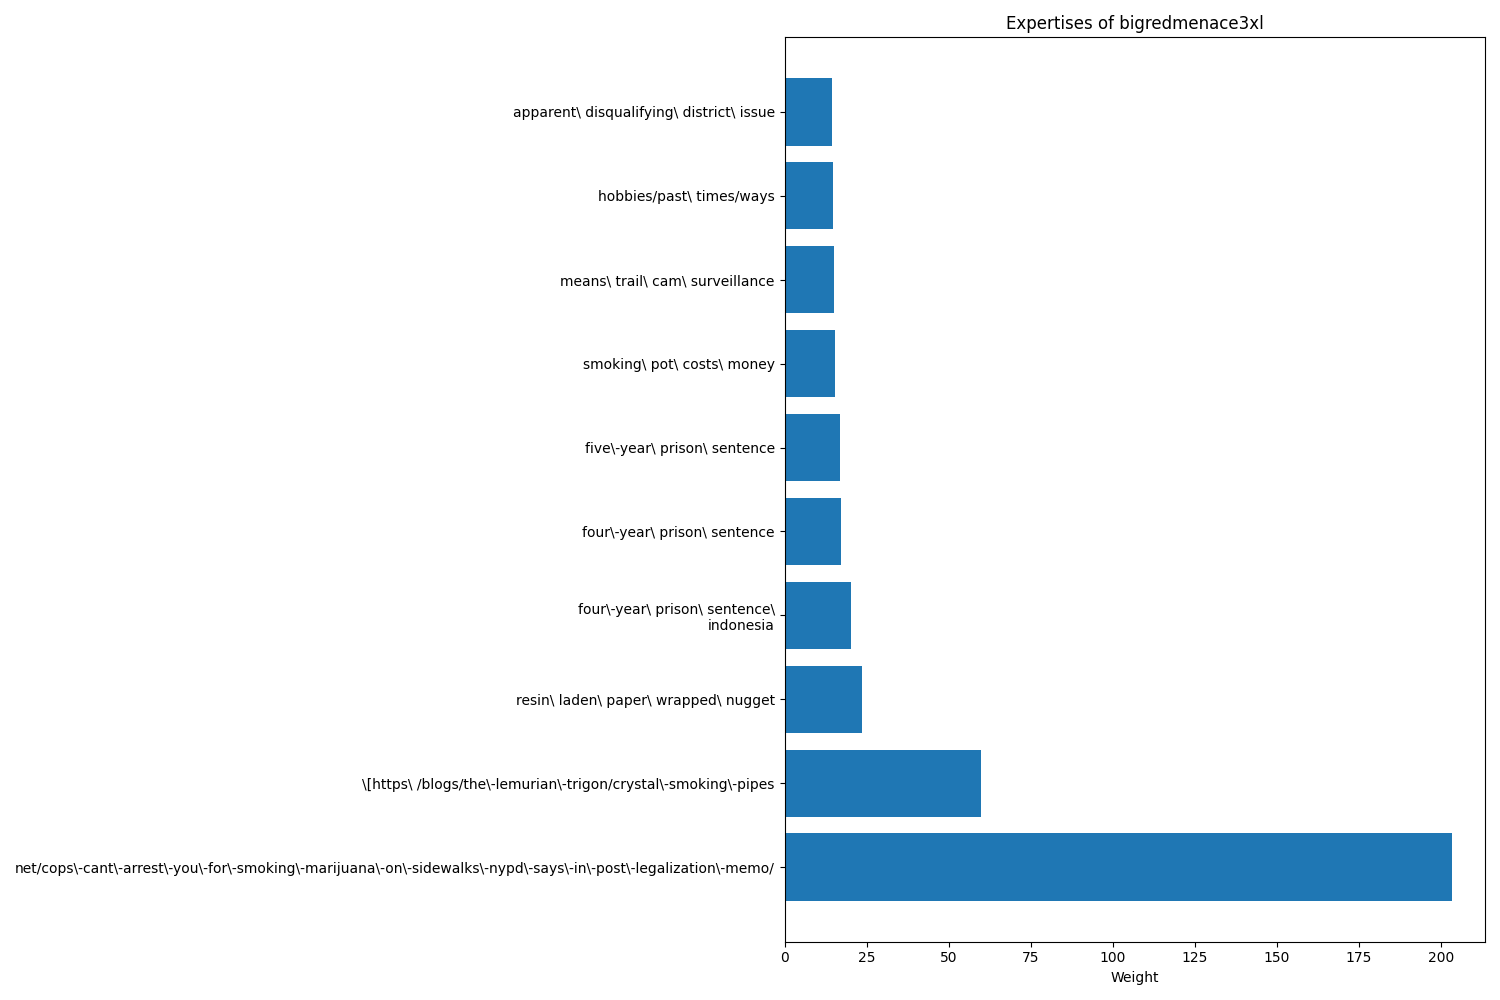 Expertises of bigredmenace3xl
apparent\ disqualifying\ district\ issue
hobbies/past\ times/ways
means\ trail\ cam\ surveillance
smoking\ pot\ costs\ money
five\-year\ prison\ sentence
four\-year\ prison\ sentence
four\-year\ prison\ sentence\
indonesia
resin\ laden\ paper\ wrapped\ nugget
\[https\ /blogs/the\-lemurian\-trigon/crystal\-smoking\-pipes
net/cops\-cant\-arrest\-you\-for\-smoking\-marijuana\-on\-sidewalks\-nypd\-says\-in\-post\-legalization\-memo/
0 25 50 75 100 125 150 175 200
Weight